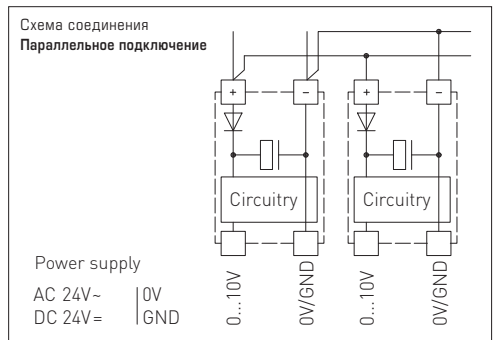 Схема соединения
Параллельное подключение
+ − + −
Circuitry Circuitry
Power supply
AC 24V~ 0V
DC 24V= GND
0...10V 0V/GND 0...10V 0V/GND